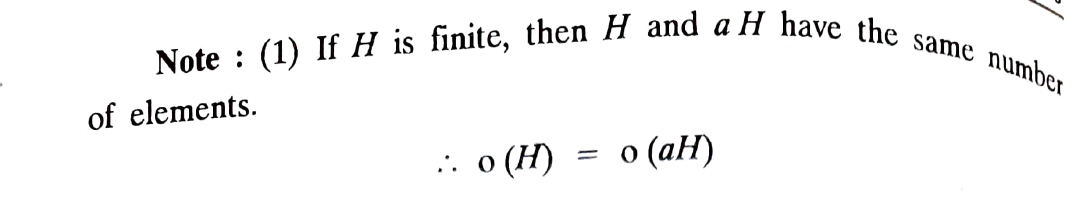 Note : (1) If H is finite, then H and a H have the same number
of elements.
∴ o (H) = o (aH)